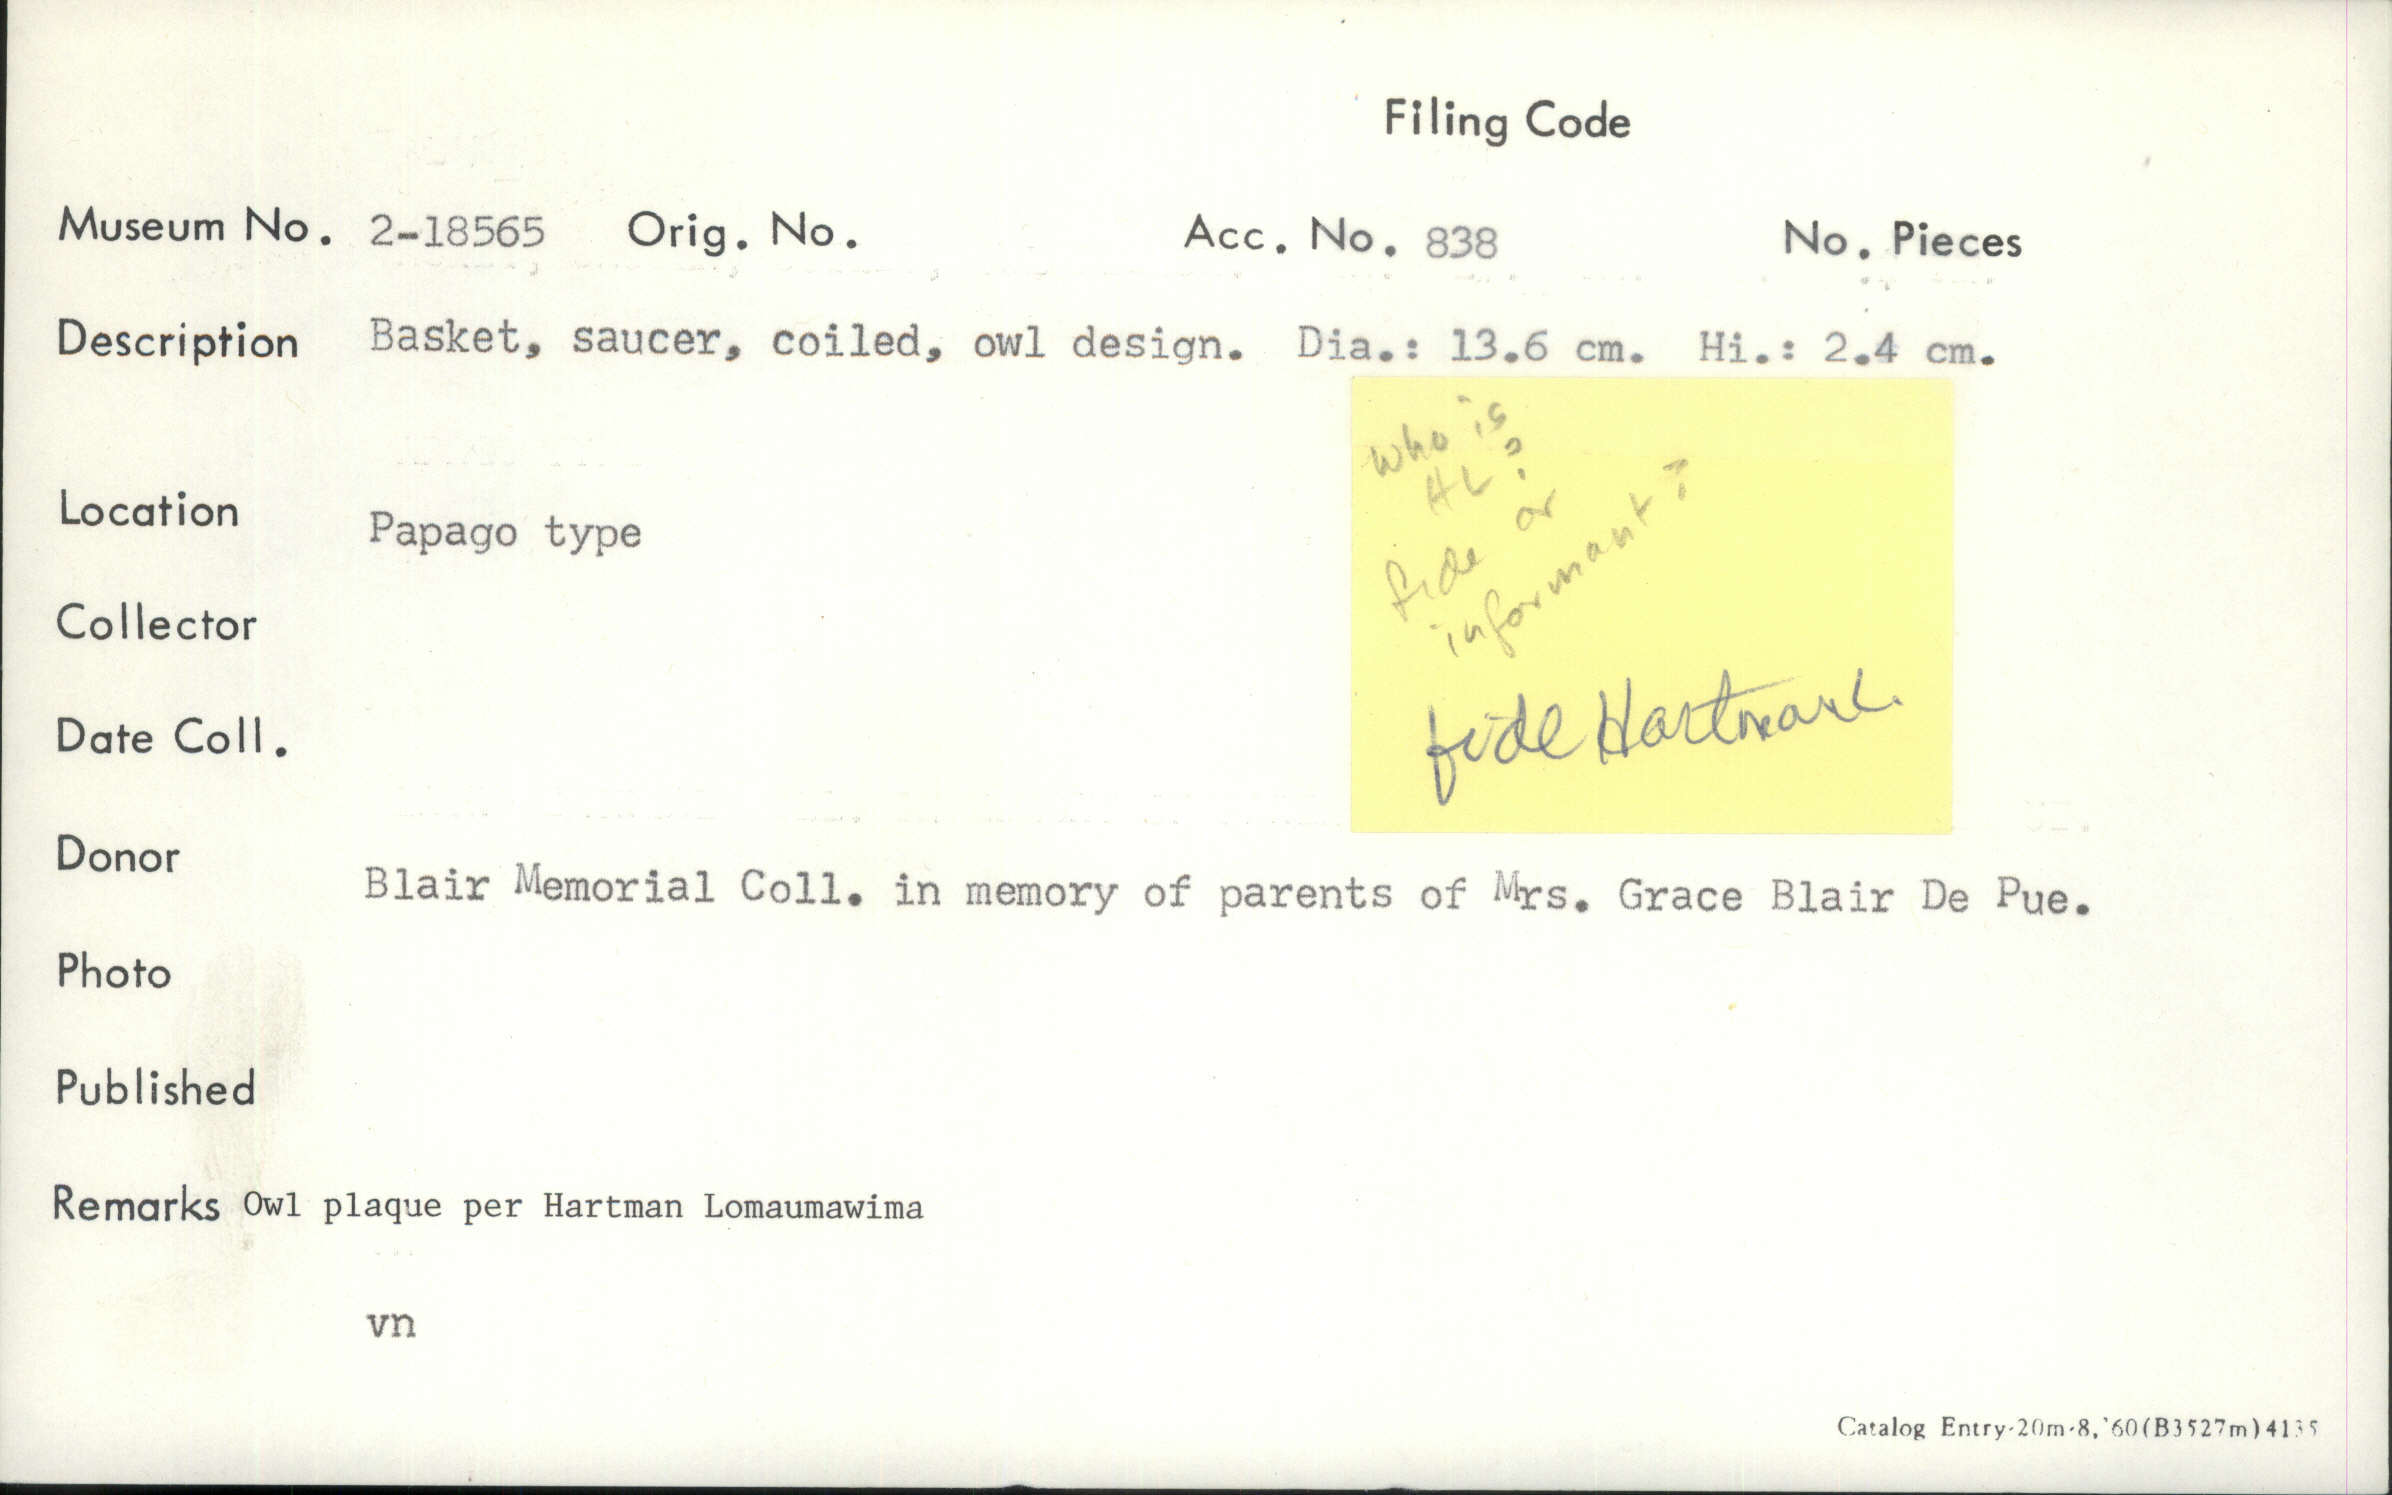 Filing Code
Museum No. 2-18565 Orig. No. Acc. No. 838 No. Pieces
Description Basket, saucer, coiled, owl design. Dia.: 13.6 cm. Hi.: 2.4 cm.
who is
HL?
fide or
informant?
fide Hartman L.
Location Papago type
Collector
Date Coll.
Donor Blair Memorial Coll. in memory of parents of Mrs. Grace Blair De Pue.
Photo
Published
Remarks Owl plaque per Hartman Lomaumawima
vn
Catalog Entry-20m-8,'60(B3527m)4135